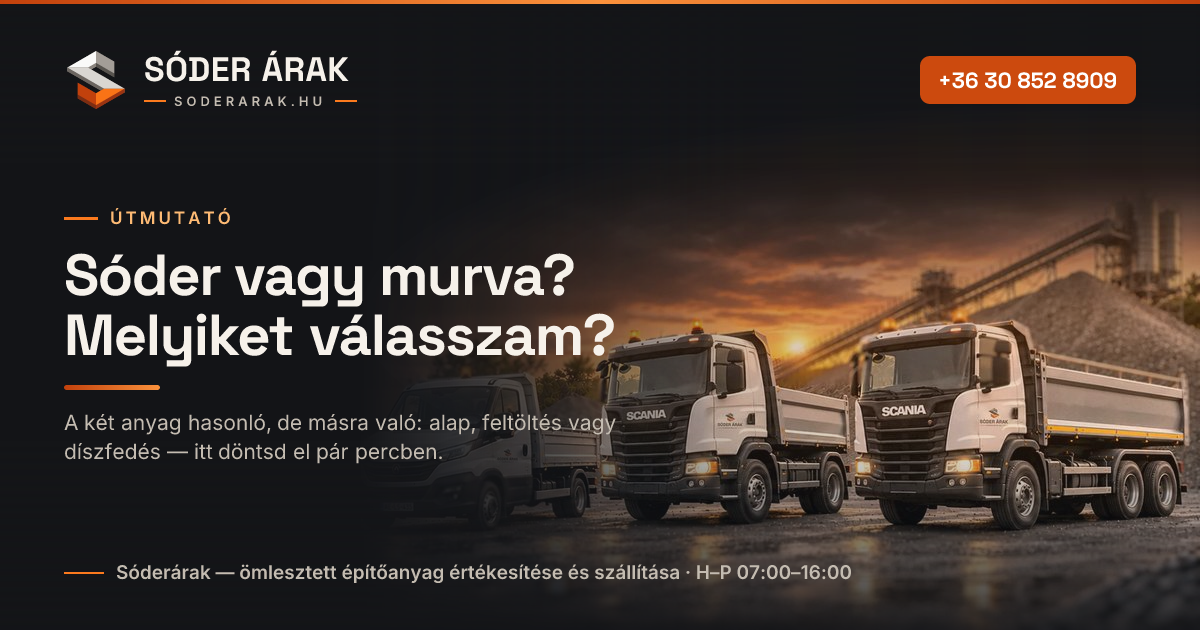 SÓDER ÁRAK
SODERARAK.HU
+36 30 852 8909
ÚTMUTATÓ
Sóder vagy murva?
Melyiket válasszam?
A két anyag hasonló, de másra való: alap, feltöltés vagy
díszfedés — itt döntsd el pár percben.
SCANIA
SÓDER ÁRAK
SCANIA
SÓDER ÁRAK
Sóderárak — ömlesztett építőanyag értékesítése és szállítása · H–P 07:00–16:00